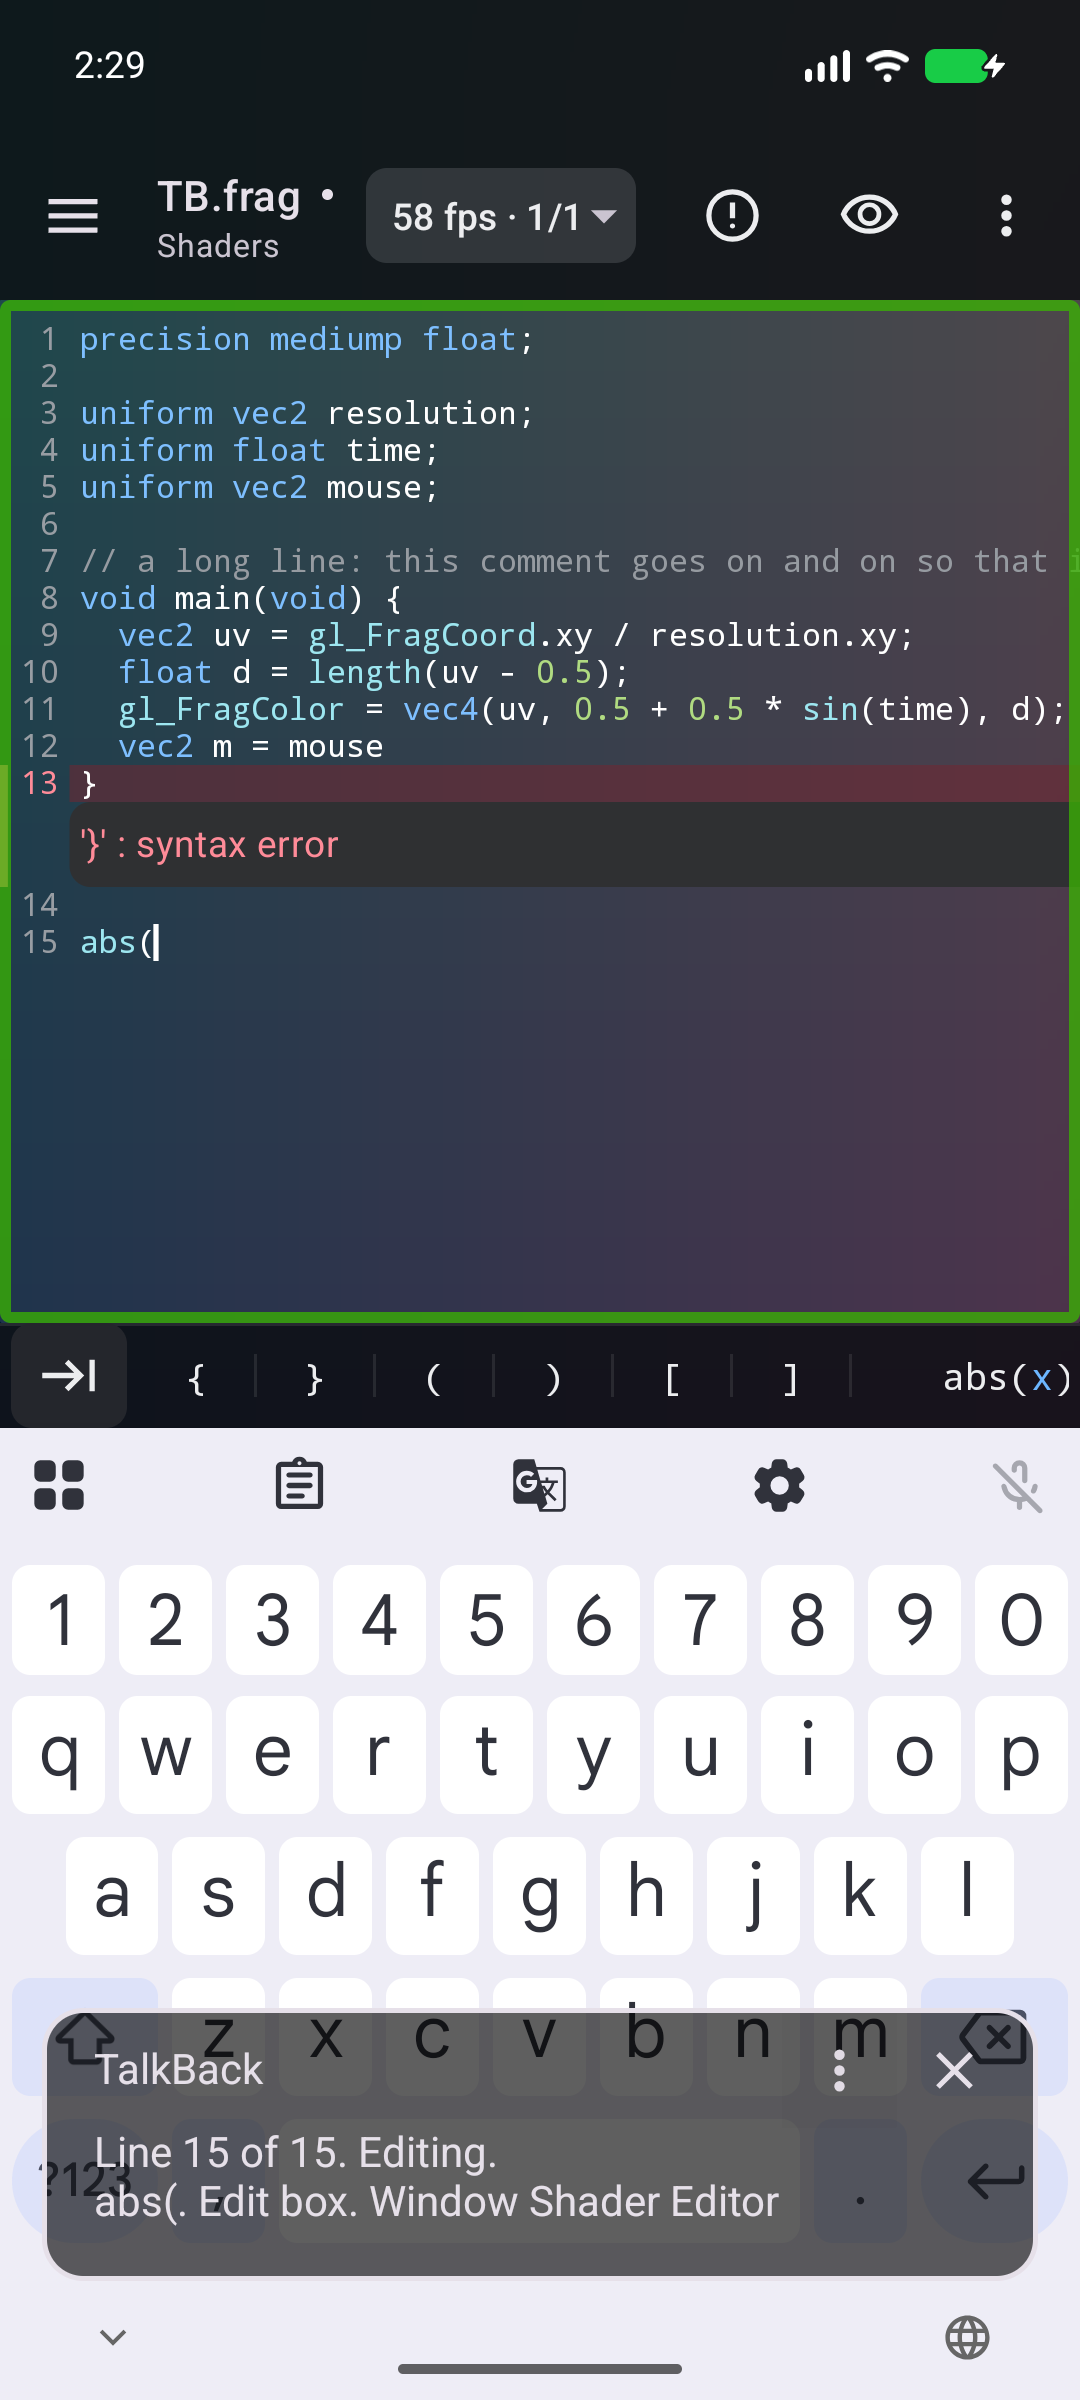 2:29
TB.frag •
Shaders
58 fps · 1/1
1 precision mediump float;
2
3 uniform vec2 resolution;
4 uniform float time;
5 uniform vec2 mouse;
6
7 // a long line: this comment goes on and on so that i
8 void main(void) {
9 vec2 uv = gl_FragCoord.xy / resolution.xy;
10 float d = length(uv - 0.5);
11 gl_FragColor = vec4(uv, 0.5 + 0.5 * sin(time), d);
12 vec2 m = mouse
13 }
'}' : syntax error
14
15 abs(
{ } ( ) [ ] abs(x)
1 2 3 4 5 6 7 8 9 0
q w e r t y u i o p
a s d f g h j k l
z x c v b n m
?123 , .
TalkBack
Line 15 of 15. Editing.
abs(. Edit box. Window Shader Editor